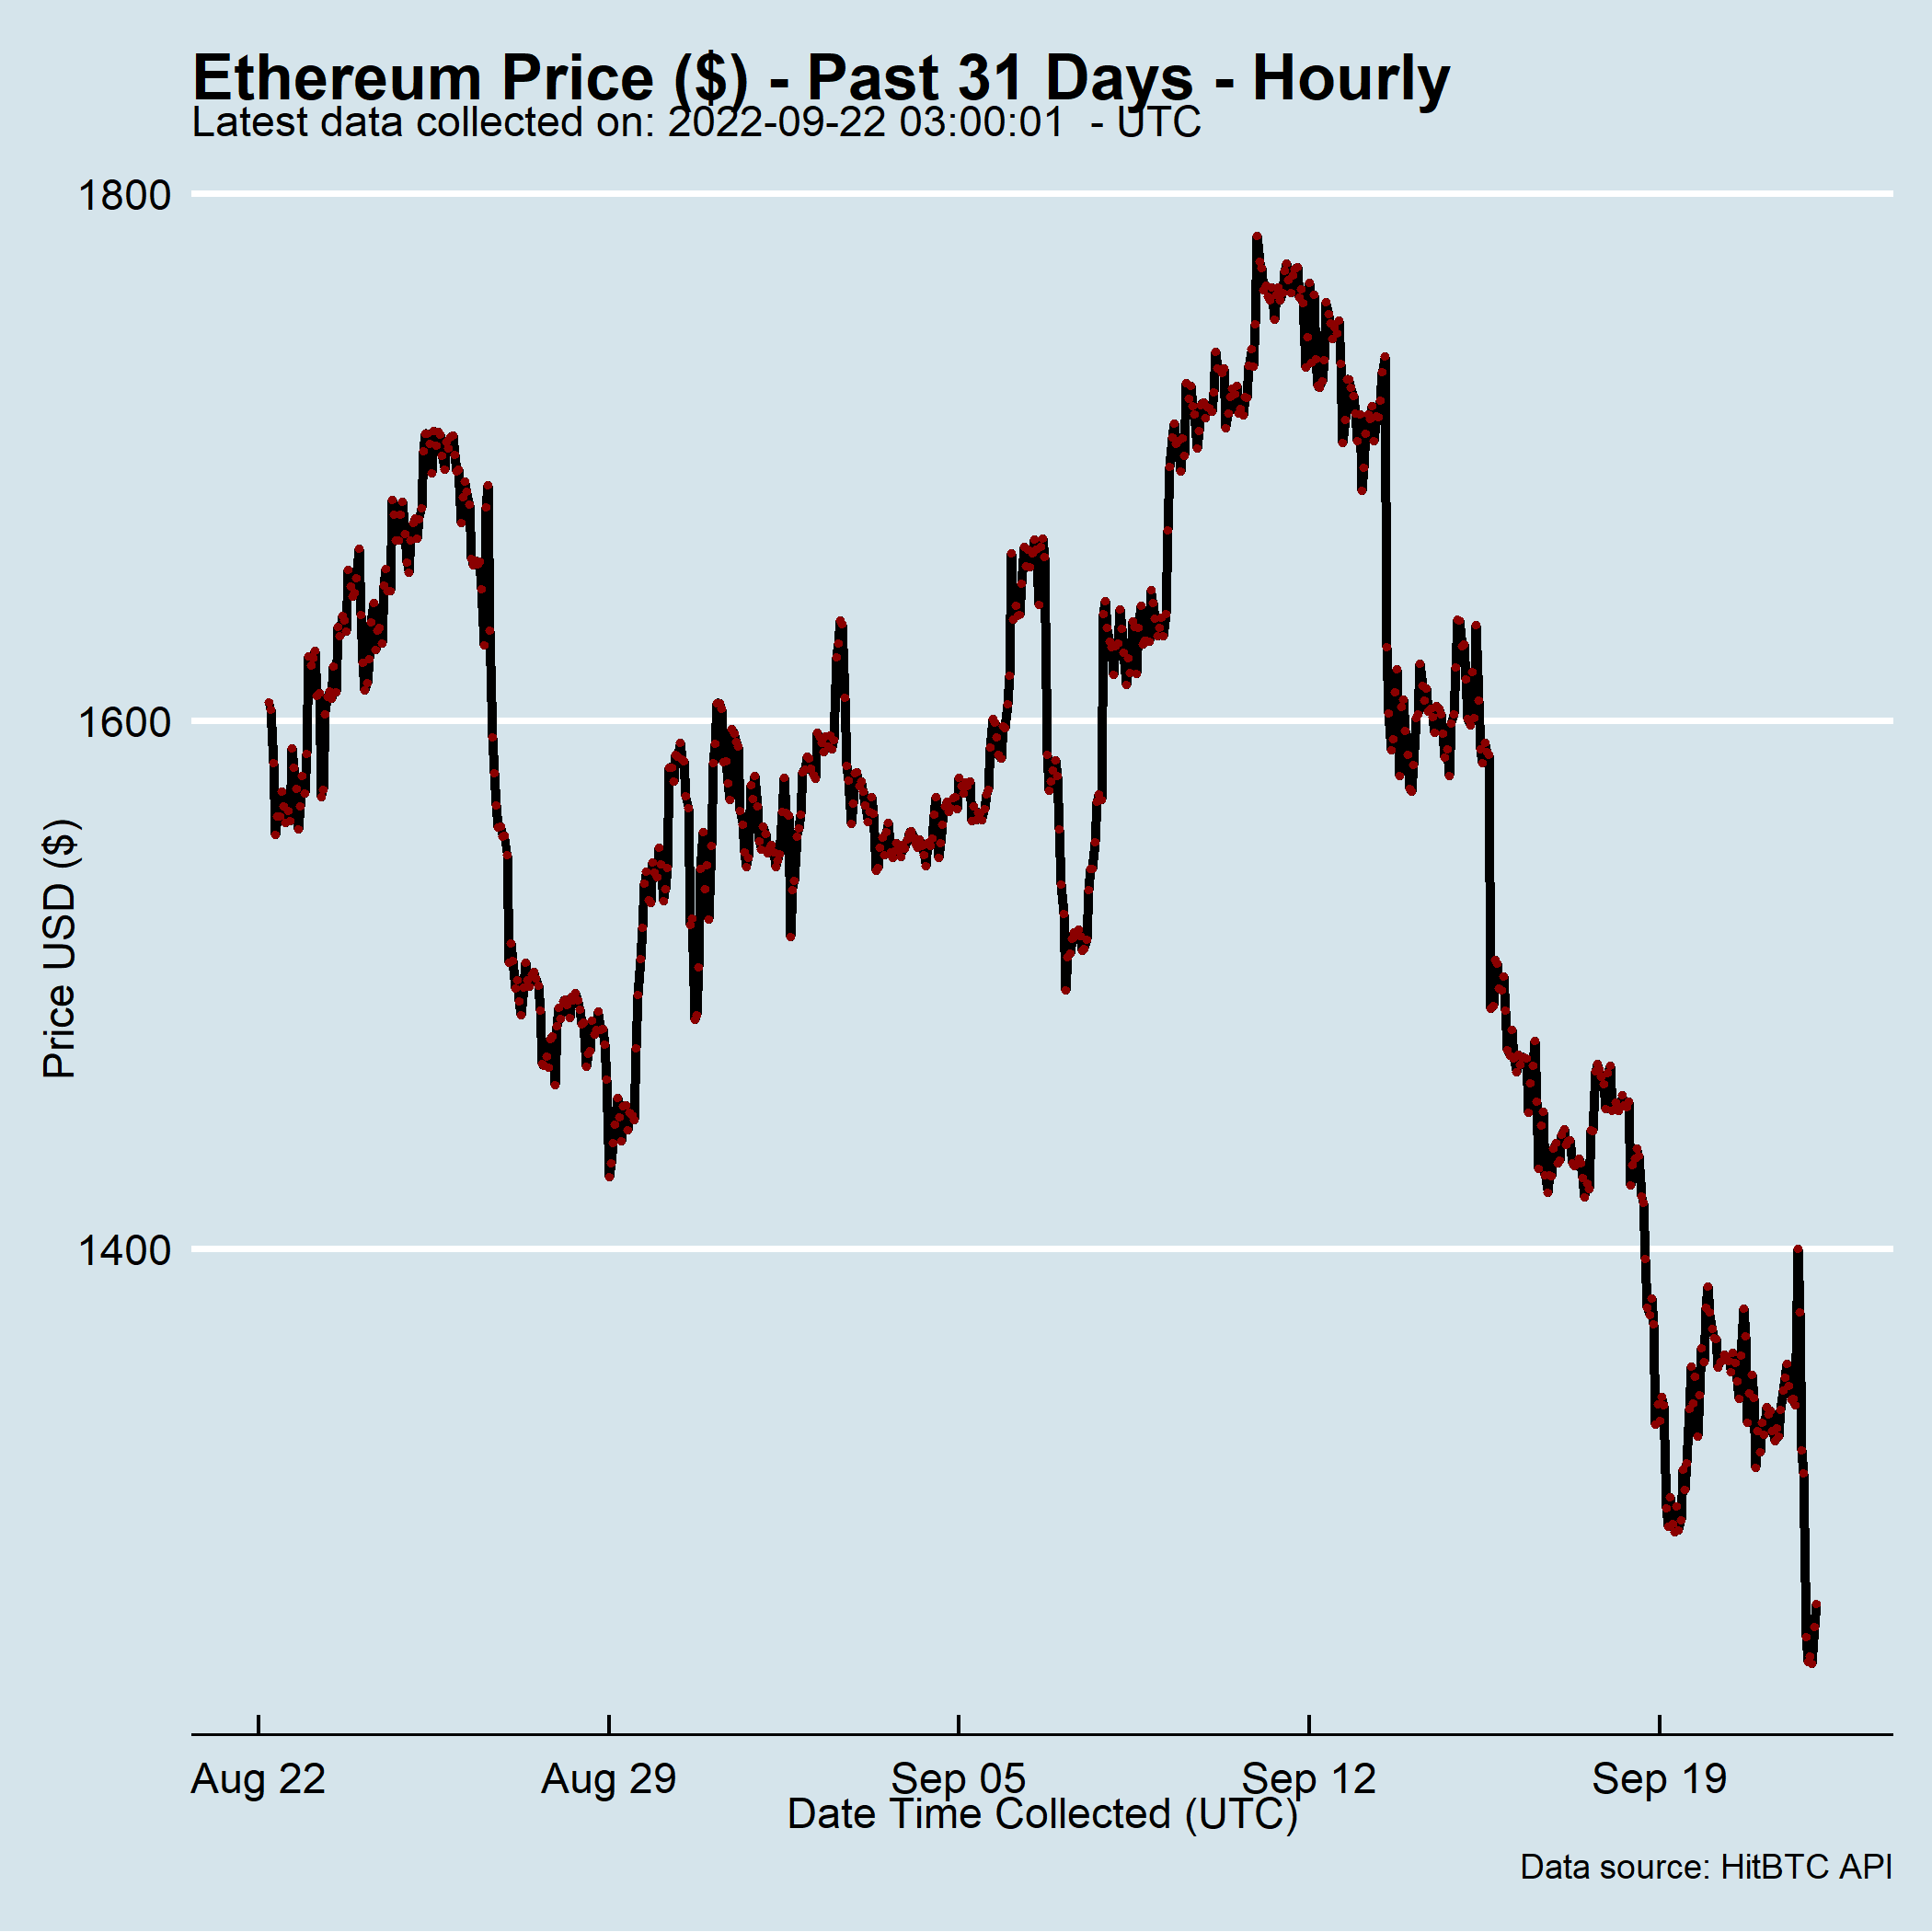 Ethereum Price ($) - Past 31 Days - Hourly
Latest data collected on: 2022-09-22 03:00:01  - UTC
1800
1600
1400
Price USD ($)
Aug 22 Aug 29 Sep 05 Sep 12 Sep 19
Date Time Collected (UTC)
Data source: HitBTC API